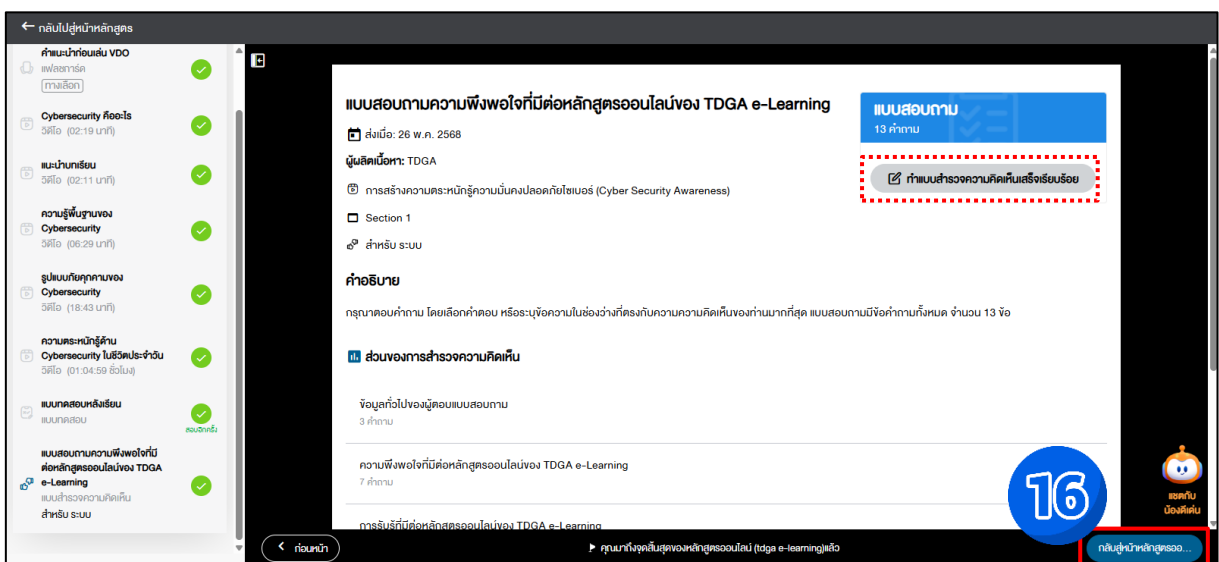 ← กลับไปสู่หน้าหลักสูตร
คำแนะนำก่อนเล่น VDO
แฟลชการ์ด
ทางเลือก
Cybersecurity คืออะไร
วิดีโอ (02:19 นาที)
แนะนำบทเรียน
วิดีโอ (02:11 นาที)
ความรู้พื้นฐานของ
Cybersecurity
วิดีโอ (06:29 นาที)
รูปแบบภัยคุกคามของ
Cybersecurity
วิดีโอ (18:43 นาที)
ความตระหนักรู้ด้าน
Cybersecurity ในชีวิตประจำวัน
วิดีโอ (01:04:59 ชั่วโมง)
แบบทดสอบหลังเรียน
แบบทดสอบ
สอบอีกครั้ง
แบบสอบถามความพึงพอใจที่มี
ต่อหลักสูตรออนไลน์ของ TDGA
e-Learning
แบบสำรวจความคิดเห็น
สำหรับ ระบบ
แบบสอบถามความพึงพอใจที่มีต่อหลักสูตรออนไลน์ของ TDGA e-Learning
ส่งเมื่อ: 26 พ.ค. 2568
ผู้ผลิตเนื้อหา: TDGA
การสร้างความตระหนักรู้ความมั่นคงปลอดภัยไซเบอร์ (Cyber Security Awareness)
Section 1
สำหรับ ระบบ
แบบสอบถาม
13 คำถาม
ทำแบบสำรวจความคิดเห็นเสร็จเรียบร้อย
คำอธิบาย
กรุณาตอบคำถาม โดยเลือกคำตอบ หรือระบุข้อความในช่องว่างที่ตรงกับความความคิดเห็นของท่านมากที่สุด แบบสอบถามมีข้อคำถามทั้งหมด จำนวน 13 ข้อ
ส่วนของการสำรวจความคิดเห็น
ข้อมูลทั่วไปของผู้ตอบแบบสอบถาม
3 คำถาม
ความพึงพอใจที่มีต่อหลักสูตรออนไลน์ของ TDGA e-Learning
7 คำถาม
การรับรู้ที่มีต่อหลักสูตรออนไลน์ของ TDGA e-Learning
16
แชตกับ
น้องดีเด่น
ก่อนหน้า
คุณมาถึงจุดสิ้นสุดของหลักสูตรออนไลน์ (tdga e-learning)แล้ว
กลับสู่หน้าหลักสูตรออ...